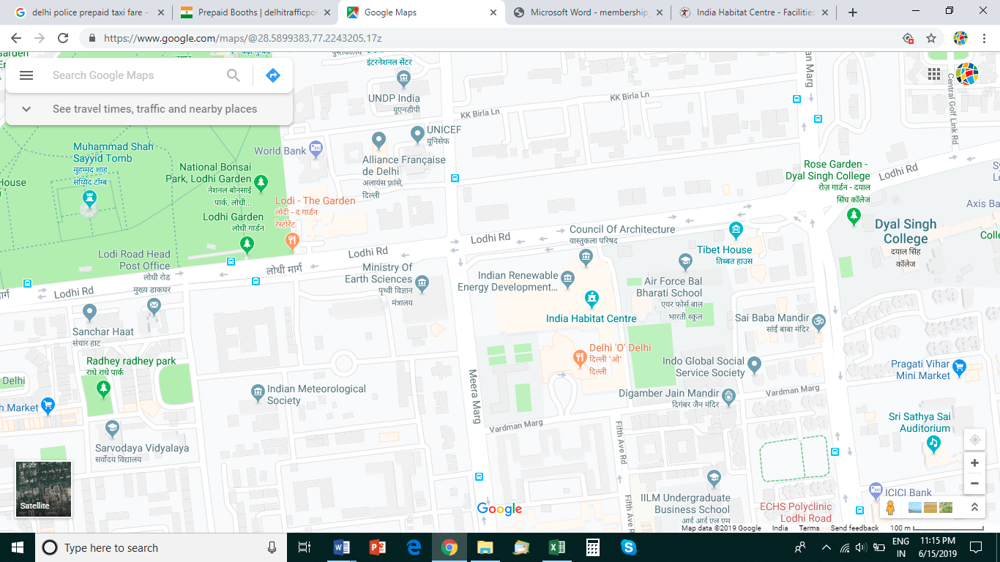 delhi police prepaid taxi fare -
Prepaid Booths | delhitrafficpol
Google Maps
Microsoft Word - membership_
India Habitat Centre - Facilities
https://www.google.com/maps/@28.5899383,77.2243205,17z
Search Google Maps
See travel times, traffic and nearby places
Garden
इंटरनेशनल सेंटर
UNDP India
यूएनडीपी
KK Birla Ln
KK Birla Ln
an Marg
Central Golf Link Rd
UNICEF
यूनिसेफ
World Bank
Alliance Française
de Delhi
अलायंस फ़्रांसे,
दिल्ली
Muhammad Shah
Sayyid Tomb
मुहम्मद शाह
सय्यिद टॉम्ब
House
National Bonsai
Park, Lodhi Garden
नेशनल बोनसाई
पार्क, लोधी...
Lodi - The Garden
लोदी - द गार्डन
रेस्टोरेंट
Lodhi Garden
लोधी गार्डन
Rose Garden -
Dyal Singh College
रोज़ गार्डन - दयाल
सिंघ कॉलेज
Lodhi Rd
Axis Ba
Dyal Singh
College
दयाल सिंह
कॉलेज
Colle
Council Of Architecture
वास्तुकला परिषद
Lodhi Rd
Lodhi Rd
लोधी मार्ग
Lodhi Rd
मार्ग
Tibet House
तिब्बत हाउस
Lodi Road Head
Post Office
लोधी रोड
मुख्य डाकघर
Ministry Of
Earth Sciences
पृथ्वी विज्ञान
मंत्रालय
Indian Renewable
Energy Development...
Air Force Bal
Bharati School
एयर फोर्स बाल
भारती स्कूल
India Habitat Centre
Sai Baba Mandir
सांई बाबा मंदिर
Sanchar Haat
संचार हाट
Delhi 'O' Delhi
दिल्ली 'ओ'
दिल्ली
Radhey radhey park
राधे राधे पार्क
Delhi
h Market
Indo Global Social
Service Society
Pragati Vihar
Mini Market
Indian Meteorological
Society
Meera Marg
Digamber Jain Mandir
दिगंबर जैन मंदिर
Vardman Marg
Vardman Marg
Fifth Ave Rd
Fifth Ave R
Sri Sathya Sai
Auditorium
Sarvodaya Vidyalaya
सर्वोदय विद्यालय
IILM Undergraduate
Business School
आई आई एल एम
ECHS Polyclinic
Lodhi Road
ICICI Bank
Satellite
Google
Map data ©2019 Google India Terms Send feedback 100 m
Type here to search
ENG
IN
11:15 PM
6/15/2019